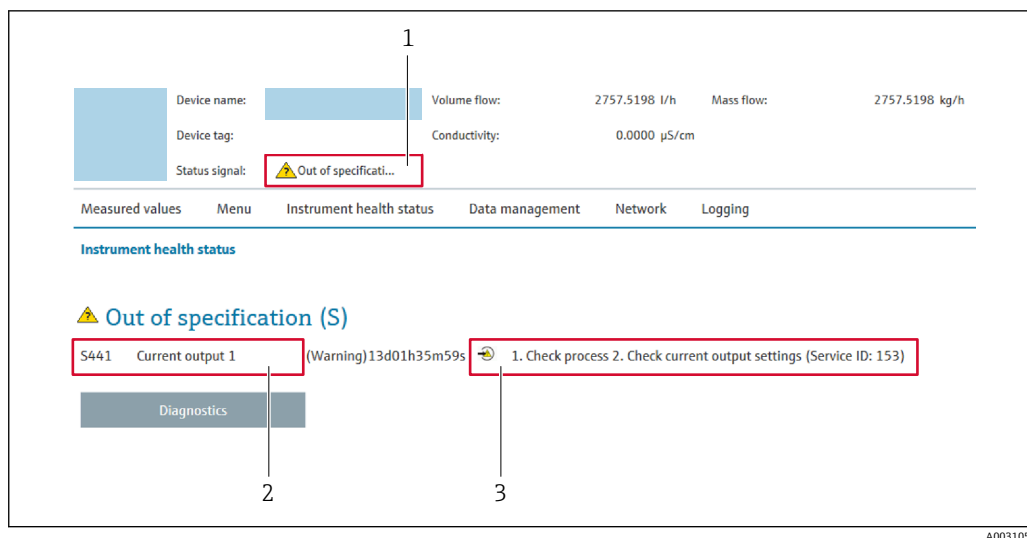 1
Device name: Volume flow: 2757.5198 l/h Mass flow: 2757.5198 kg/h
Device tag: Conductivity: 0.0000 µS/cm
Status signal: Out of specificati...
Measured values Menu Instrument health status Data management Network Logging
Instrument health status
Out of specification (S)
S441 Current output 1 (Warning)13d01h35m59s 1. Check process 2. Check current output settings (Service ID: 153)
Diagnostics
2 3